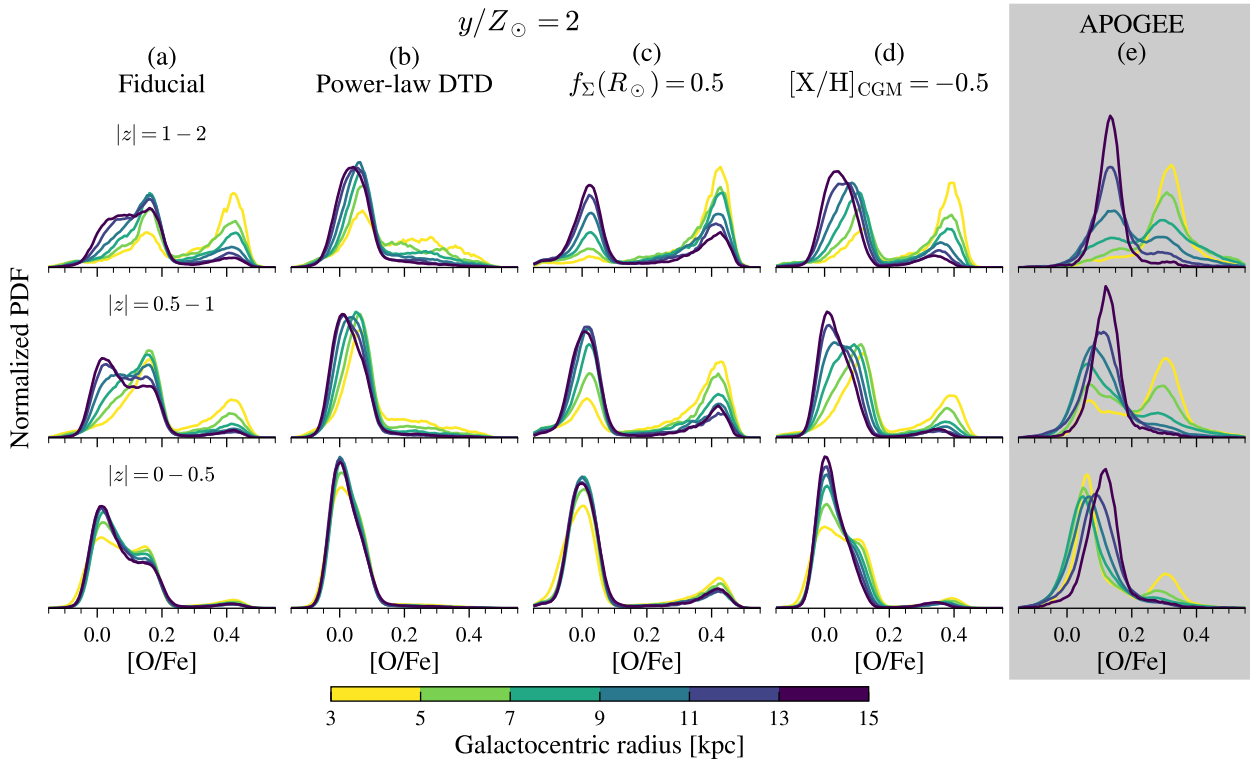 y/Z⊙ = 2
APOGEE
(a) (b) (c) (d) (e)
Fiducial Power-law DTD f_Σ(R⊙) = 0.5 [X/H]_CGM = −0.5
|z| = 1 − 2
|z| = 0.5 − 1
|z| = 0 − 0.5
Normalized PDF
0.0 0.2 0.4 0.0 0.2 0.4 0.0 0.2 0.4 0.0 0.2 0.4 0.0 0.2 0.4
[O/Fe] [O/Fe] [O/Fe] [O/Fe] [O/Fe]
3 5 7 9 11 13 15
Galactocentric radius [kpc]